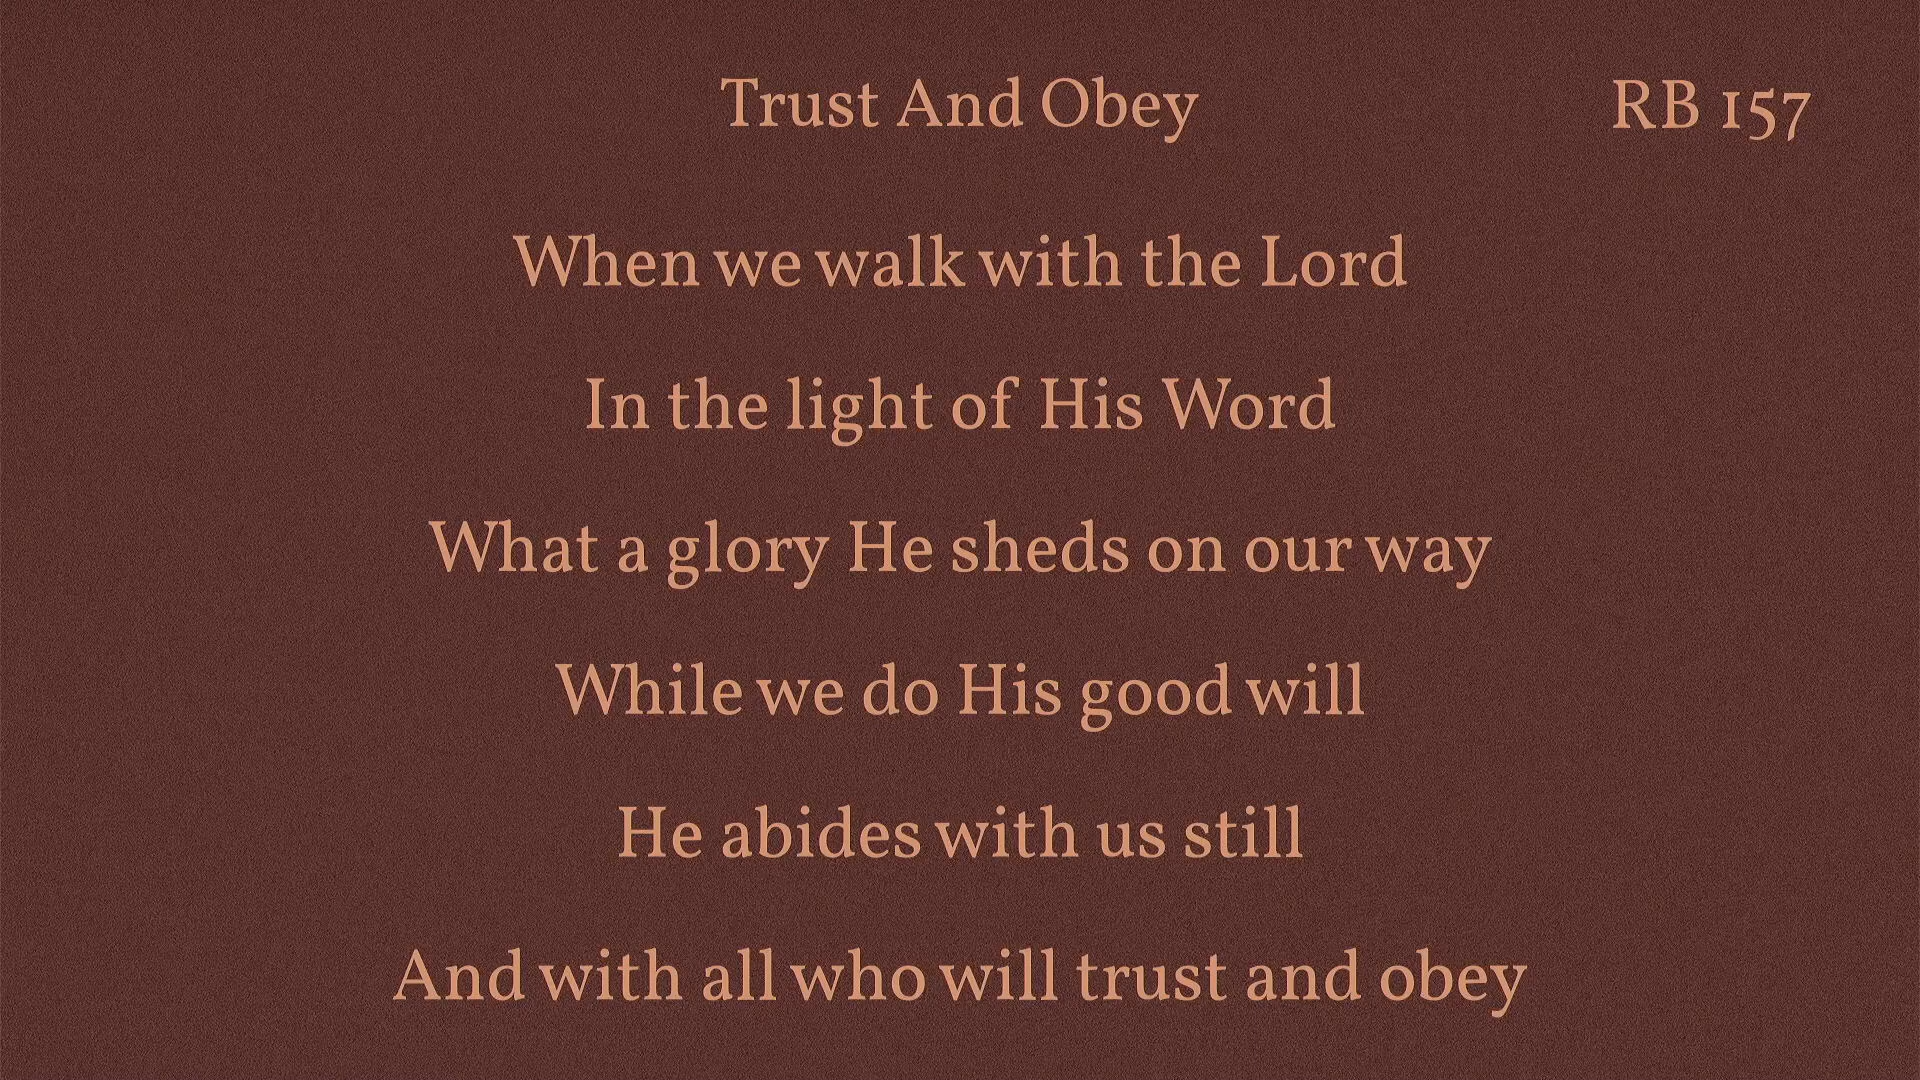 Trust And Obey RB 157
When we walk with the Lord
In the light of His Word
What a glory He sheds on our way
While we do His good will
He abides with us still
And with all who will trust and obey